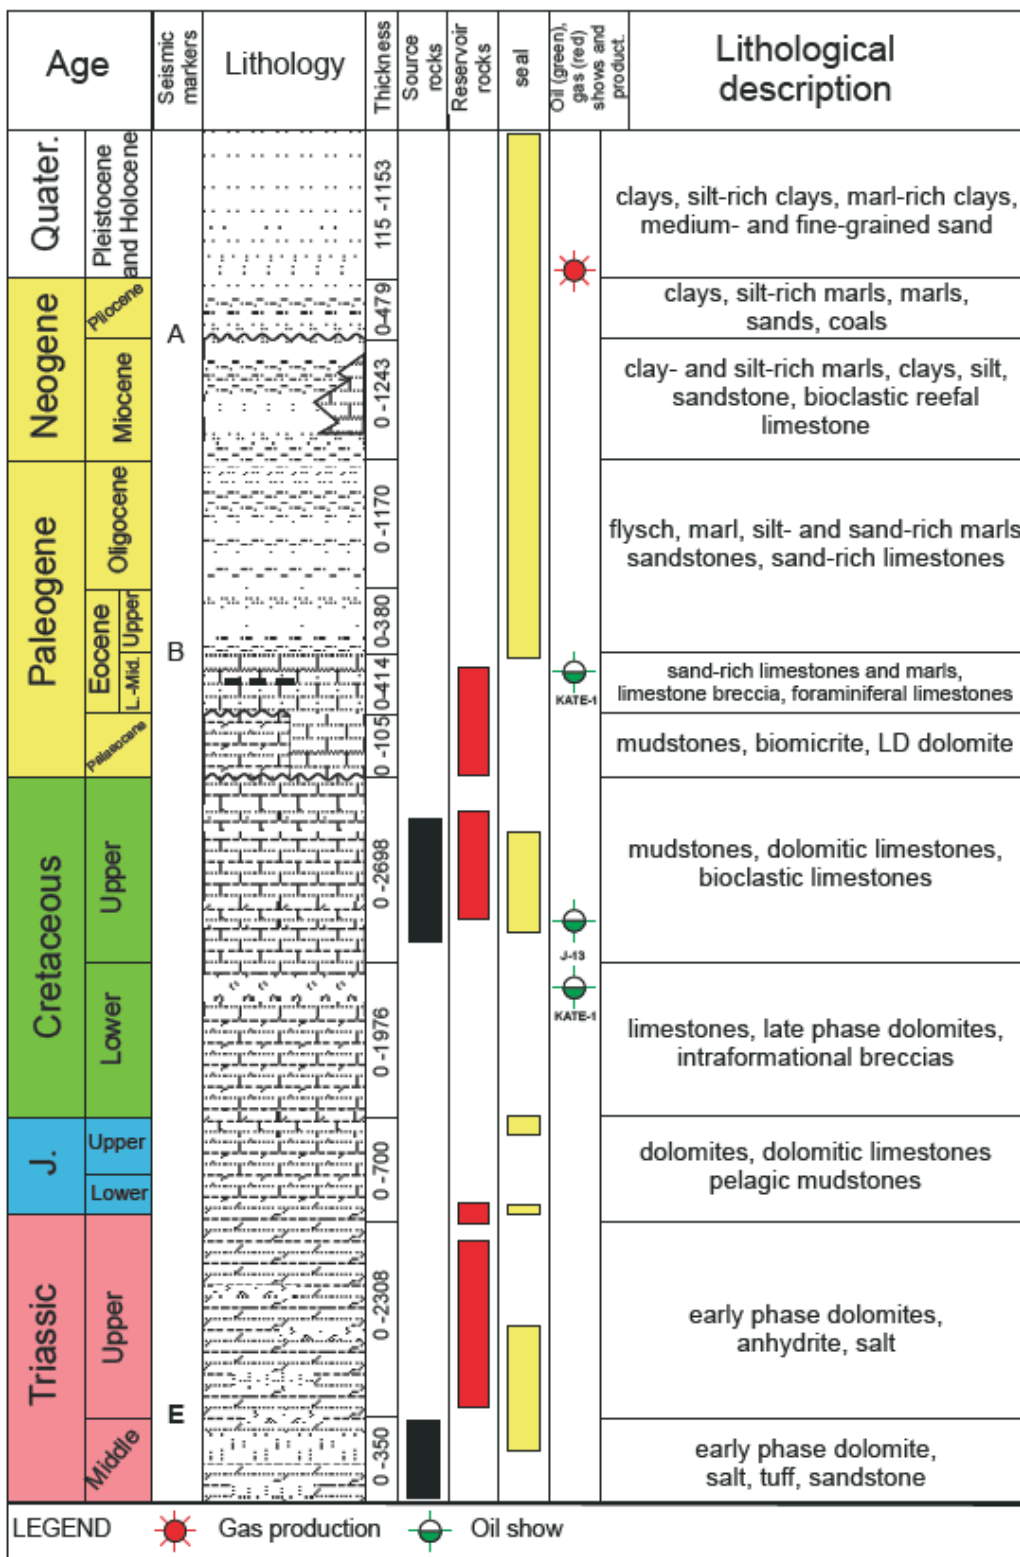 Age
Seismic
markers
Lithology
Thickness
Source
rocks
Reservoir
rocks
seal
Oil (green),
gas (red)
shows and
product.
Lithological
description
Quater.
Pleistocene
and Holocene
115 -1153
clays, silt-rich clays, marl-rich clays,
medium- and fine-grained sand
Neogene
Pliocene
A
0-479
clays, silt-rich marls, marls,
sands, coals
Miocene
0 -1243
clay- and silt-rich marls, clays, silt,
sandstone, bioclastic reefal
limestone
Paleogene
Oligocene
0 -1170
flysch, marl, silt- and sand-rich marls
sandstones, sand-rich limestones
Eocene
Upper
0-380
B
L.-Mid.
0-414
KATE-1
sand-rich limestones and marls,
limestone breccia, foraminiferal limestones
Palaeocene
0 -105
mudstones, biomicrite, LD dolomite
Cretaceous
Upper
0 -2698
J-13
mudstones, dolomitic limestones,
bioclastic limestones
Lower
0 -1976
KATE-1
limestones, late phase dolomites,
intraformational breccias
J.
Upper
Lower
0 -700
dolomites, dolomitic limestones
pelagic mudstones
Triassic
Upper
0 -2308
early phase dolomites,
anhydrite, salt
E
Middle
0 -350
early phase dolomite,
salt, tuff, sandstone
LEGEND
Gas production
Oil show